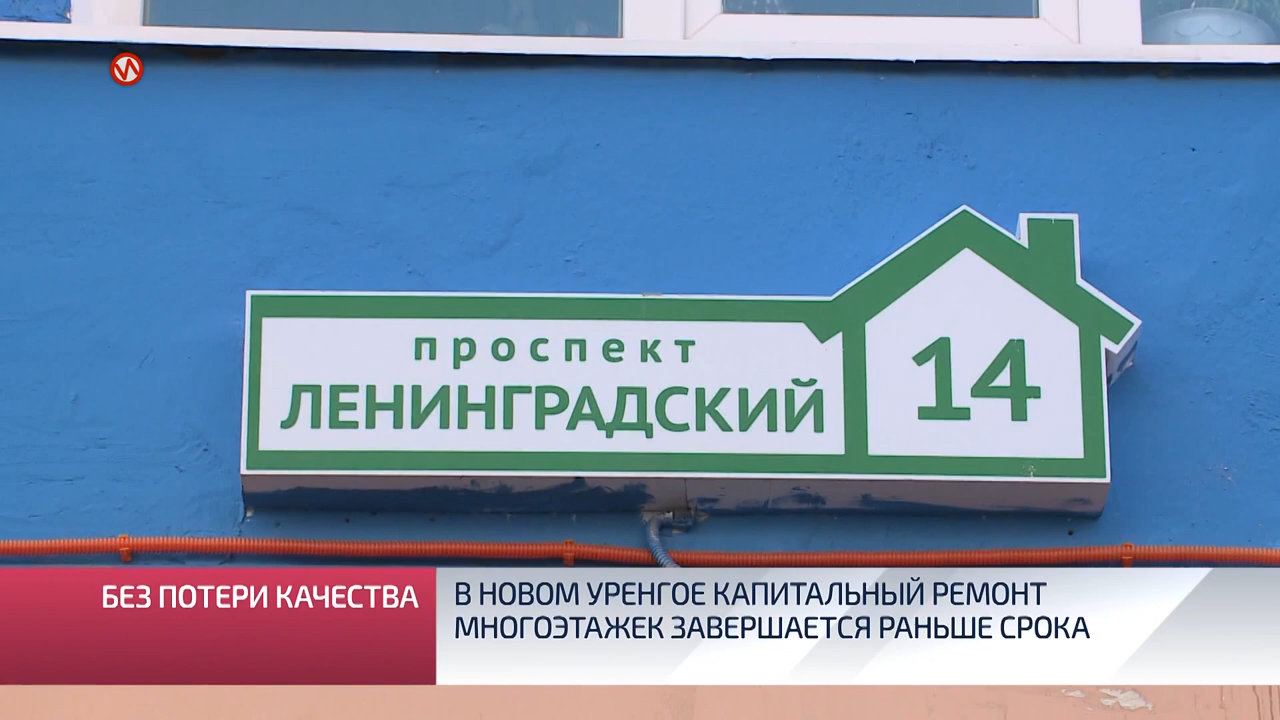 проспект
ЛЕНИНГРАДСКИЙ
14
БЕЗ ПОТЕРИ КАЧЕСТВА
В НОВОМ УРЕНГОЕ КАПИТАЛЬНЫЙ РЕМОНТ
МНОГОЭТАЖЕК ЗАВЕРШАЕТСЯ РАНЬШЕ СРОКА